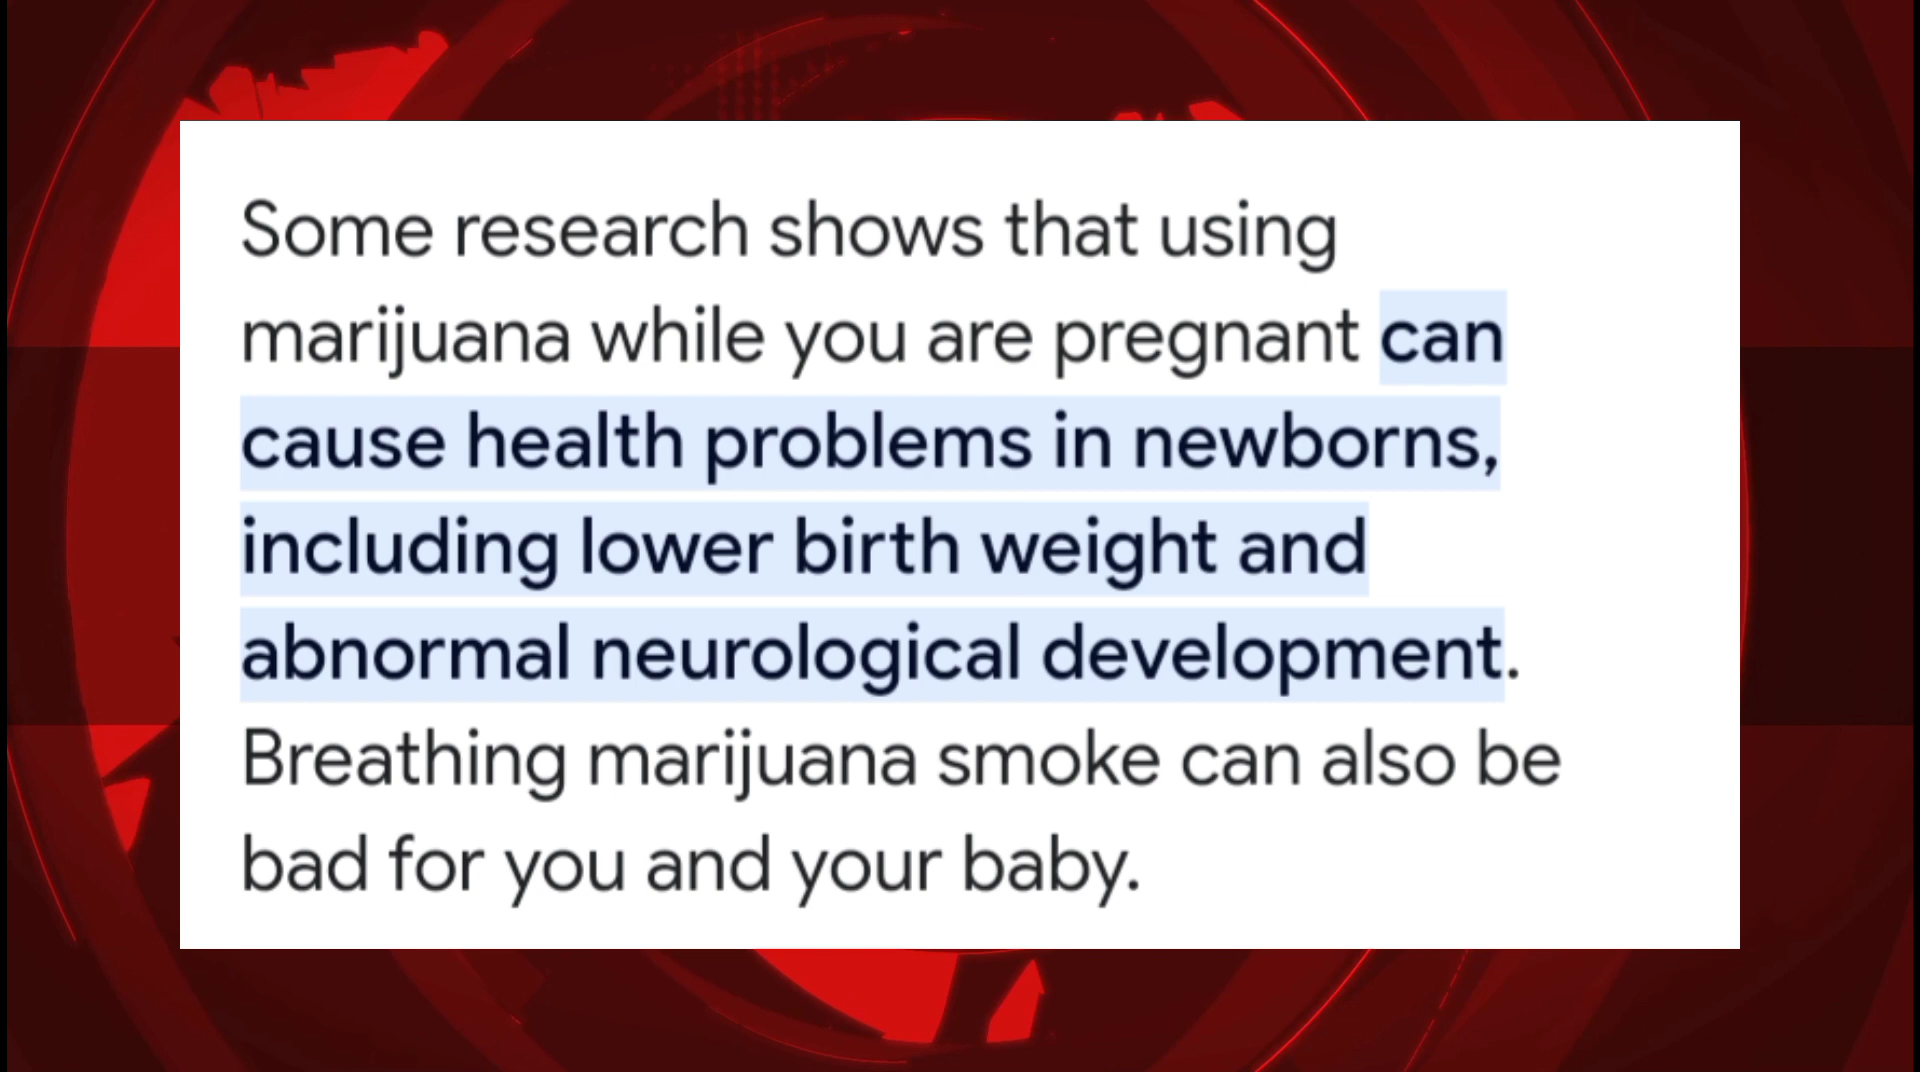 Some research shows that using
marijuana while you are pregnant can
cause health problems in newborns,
including lower birth weight and
abnormal neurological development.
Breathing marijuana smoke can also be
bad for you and your baby.